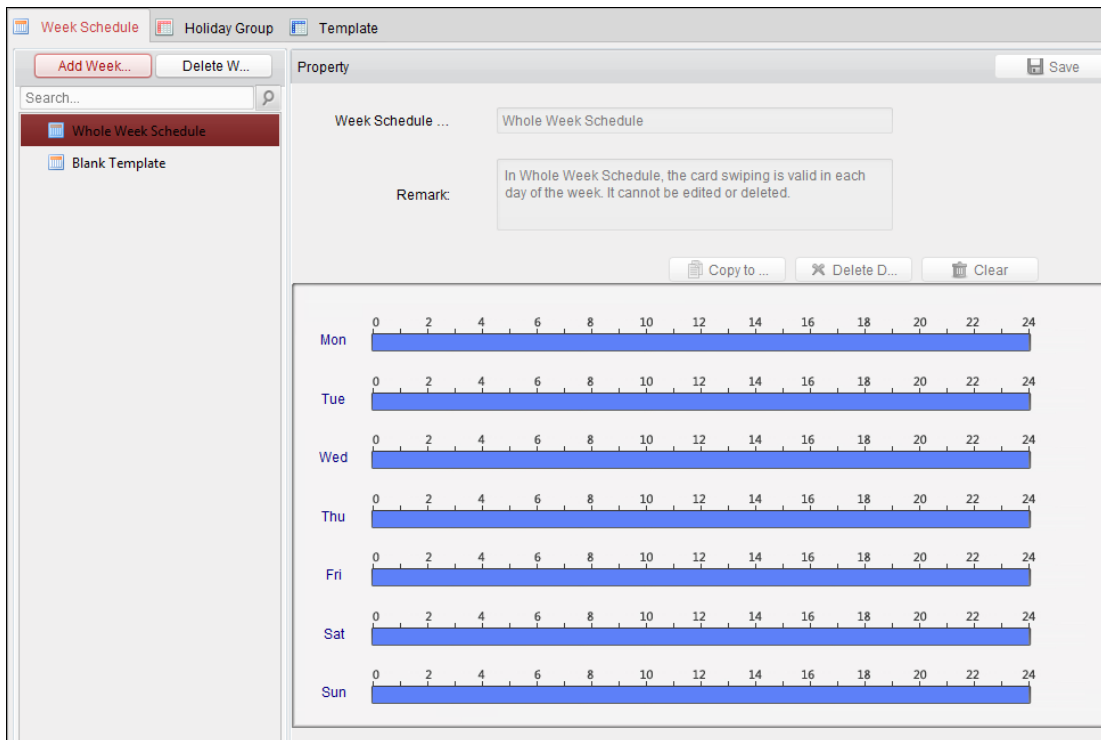 Week Schedule Holiday Group Template
Add Week... Delete W...
Property
Save
Search...
Whole Week Schedule
Blank Template
Week Schedule ... Whole Week Schedule
Remark: In Whole Week Schedule, the card swiping is valid in each
day of the week. It cannot be edited or deleted.
Copy to ... Delete D... Clear
0 2 4 6 8 10 12 14 16 18 20 22 24
Mon
0 2 4 6 8 10 12 14 16 18 20 22 24
Tue
0 2 4 6 8 10 12 14 16 18 20 22 24
Wed
0 2 4 6 8 10 12 14 16 18 20 22 24
Thu
0 2 4 6 8 10 12 14 16 18 20 22 24
Fri
0 2 4 6 8 10 12 14 16 18 20 22 24
Sat
0 2 4 6 8 10 12 14 16 18 20 22 24
Sun